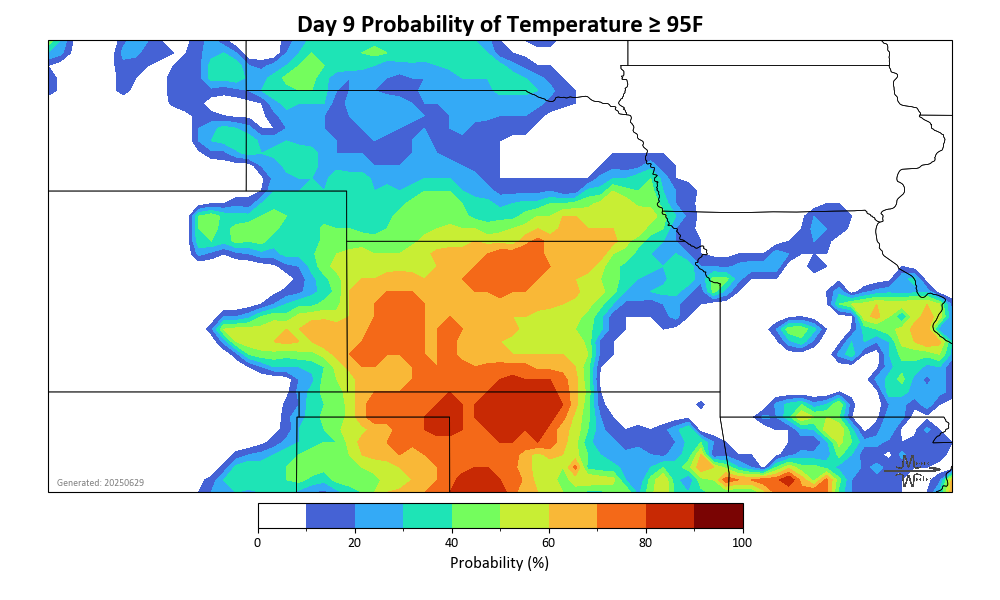 Day 9 Probability of Temperature ≥ 95F
Generated: 20250629
0 20 40 60 80 100
Probability (%)